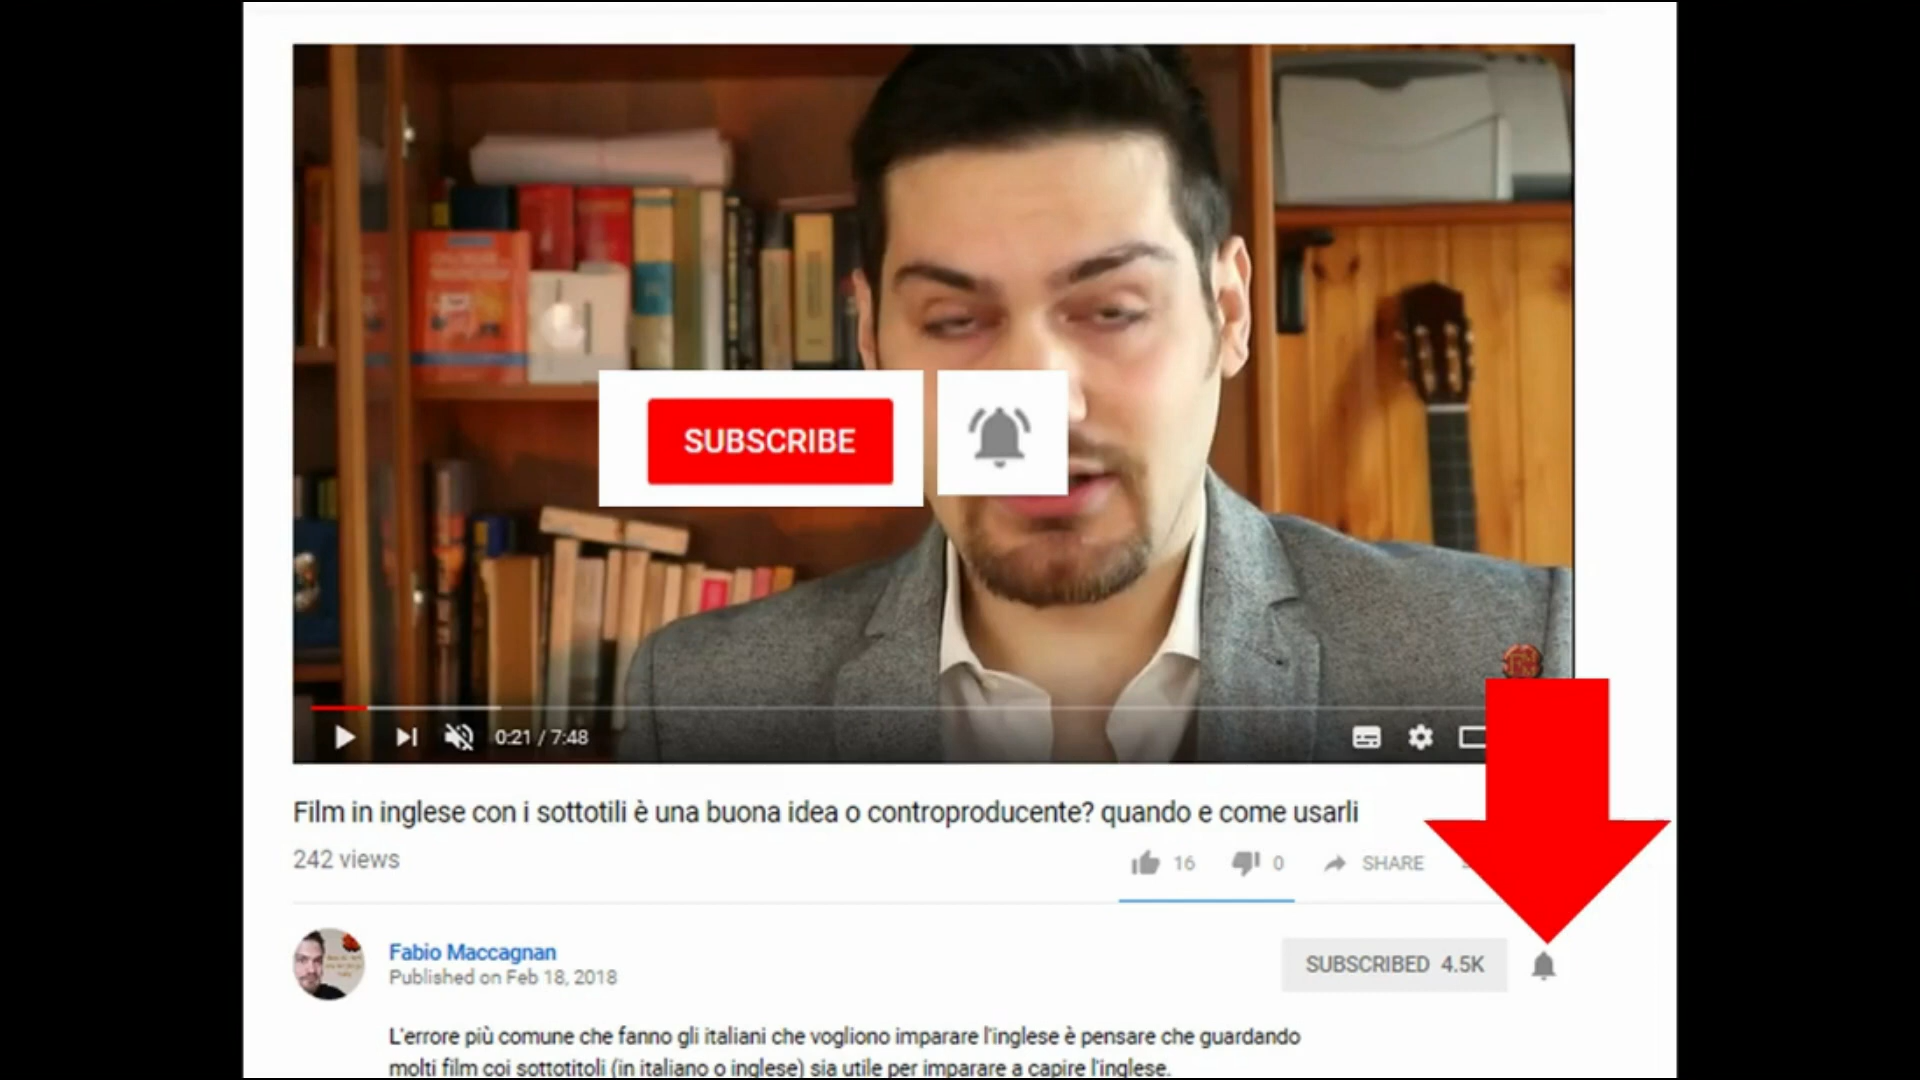 SUBSCRIBE
0:21 / 7:48
Film in inglese con i sottotili è una buona idea o controproducente? quando e come usarli
242 views
16 0 SHARE
Fabio Maccagnan
Published on Feb 18, 2018
SUBSCRIBED 4.5K
L'errore più comune che fanno gli italiani che vogliono imparare l'inglese è pensare che guardando
molti film coi sottotitoli (in italiano o inglese) sia utile per imparare a capire l'inglese.